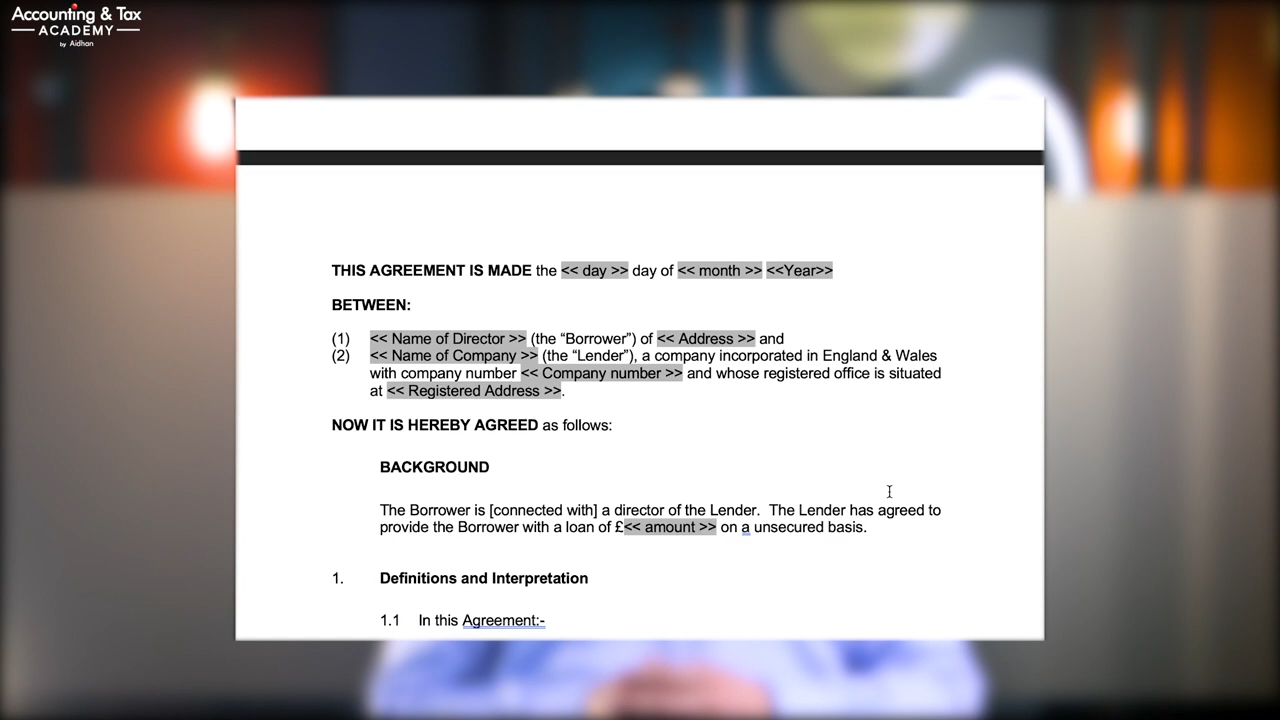 Accounting & Tax
ACADEMY
by Aidhan
THIS AGREEMENT IS MADE the << day >> day of << month >> <<Year>>
BETWEEN:
(1) << Name of Director >> (the “Borrower”) of << Address >> and
(2) << Name of Company >> (the “Lender”), a company incorporated in England & Wales
with company number << Company number >> and whose registered office is situated
at << Registered Address >>.
NOW IT IS HEREBY AGREED as follows:
BACKGROUND
The Borrower is [connected with] a director of the Lender. The Lender has agreed to
provide the Borrower with a loan of £<< amount >> on a unsecured basis.
1. Definitions and Interpretation
1.1 In this Agreement:-